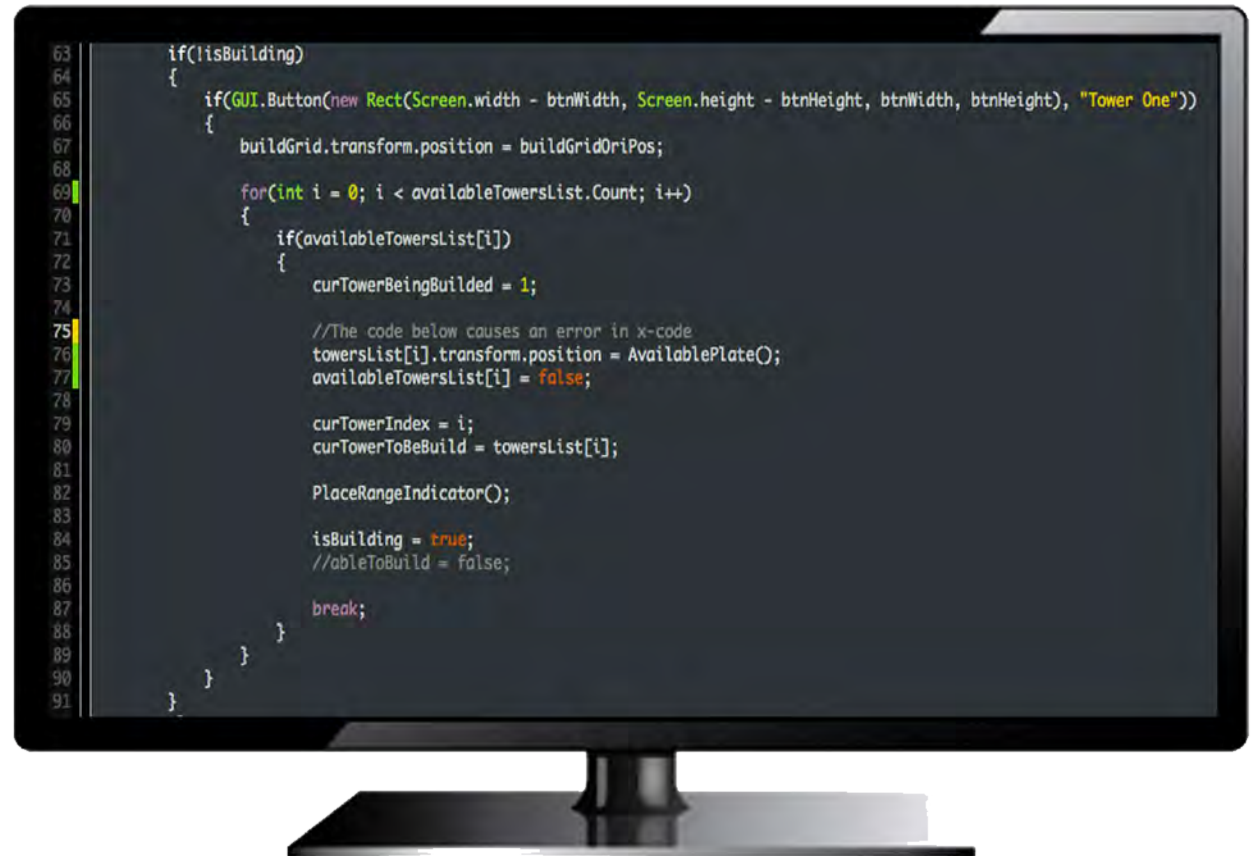 63 if(!isBuilding)
64 {
65 if(GUI.Button(new Rect(Screen.width - btnWidth, Screen.height - btnHeight, btnWidth, btnHeight), "Tower One"))
66 {
67 buildGrid.transform.position = buildGridOriPos;
68
69 for(int i = 0; i < availableTowersList.Count; i++)
70 {
71 if(availableTowersList[i])
72 {
73 curTowerBeingBuilded = 1;
74
75 //The code below causes an error in x-code
76 towersList[i].transform.position = AvailablePlate();
77 availableTowersList[i] = false;
78
79 curTowerIndex = i;
80 curTowerToBeBuild = towersList[i];
81
82 PlaceRangeIndicator();
83
84 isBuilding = true;
85 //ableToBuild = false;
86
87 break;
88 }
89 }
90 }
91 }